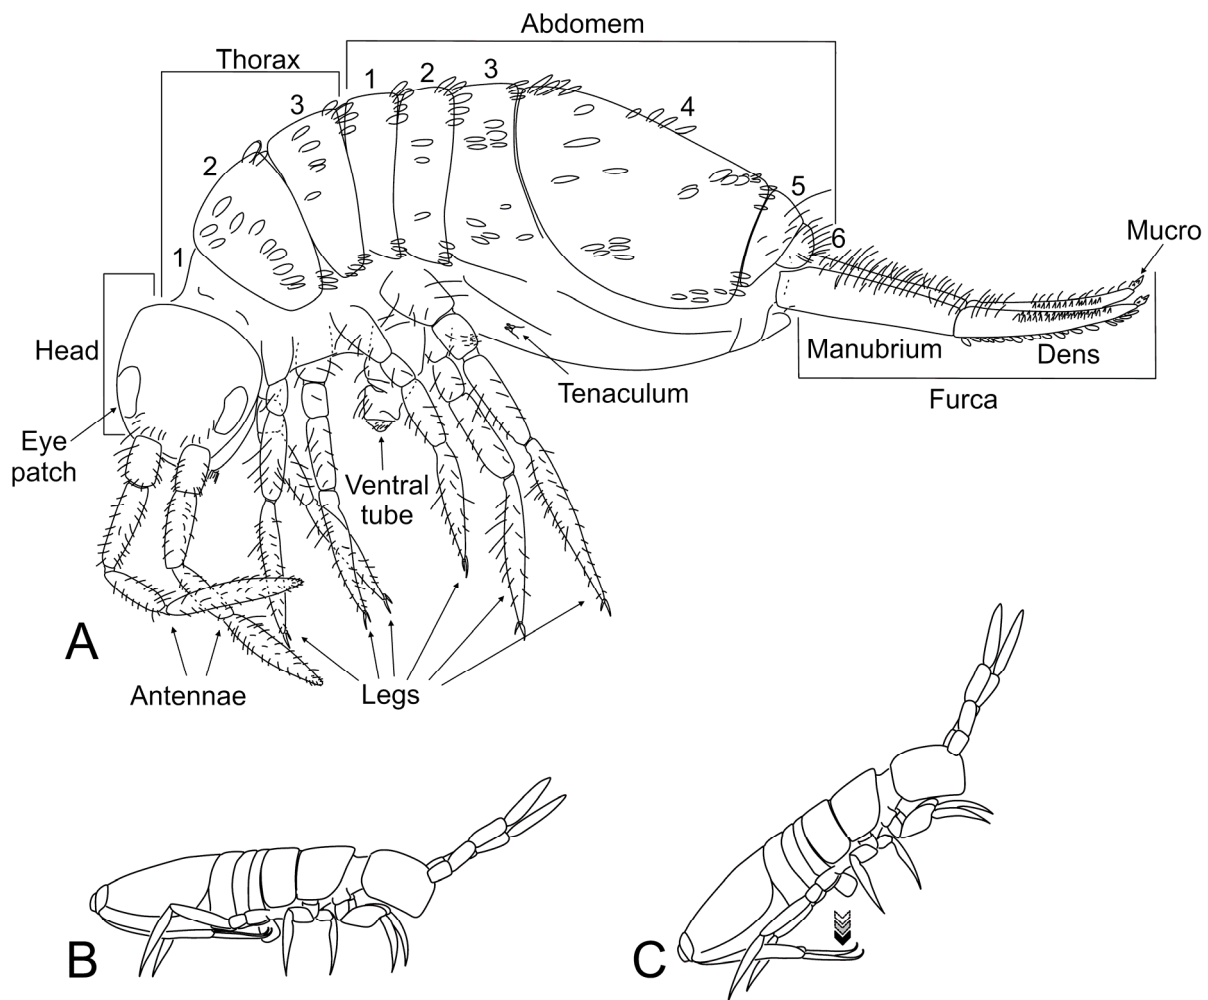 Abdomem
Thorax
1
2
3
3
4
2
5
1
6
Mucro
Head
Manubrium
Dens
Tenaculum
Furca
Eye
patch
Ventral
tube
A
Antennae
Legs
B
C